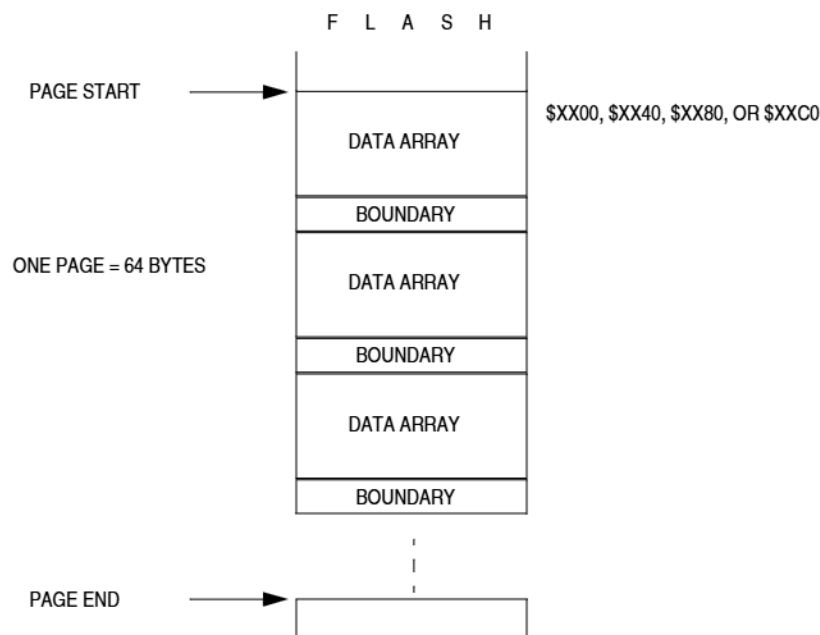 F L A S H
PAGE START
$XX00, $XX40, $XX80, OR $XXC0
DATA ARRAY
BOUNDARY
ONE PAGE = 64 BYTES
DATA ARRAY
BOUNDARY
DATA ARRAY
BOUNDARY
PAGE END